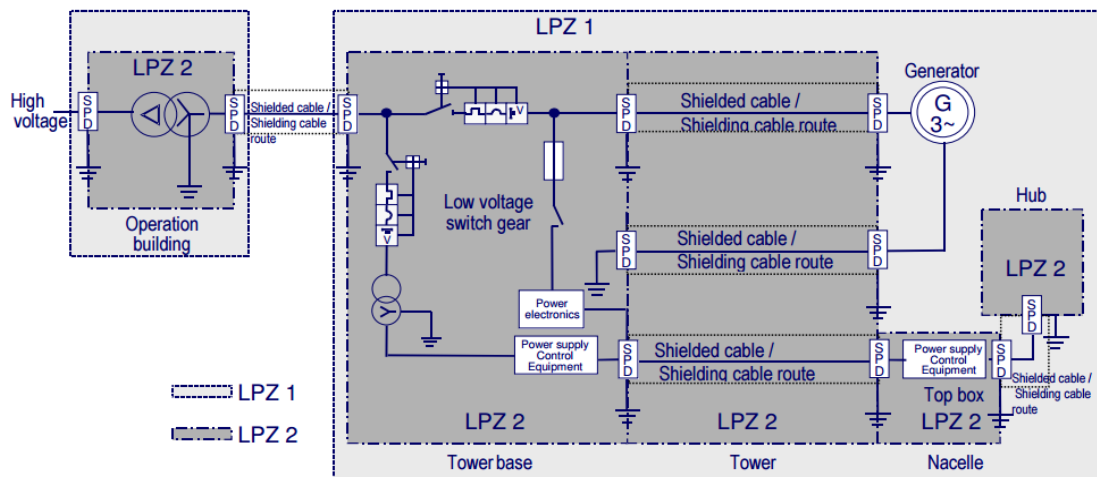 LPZ 1
LPZ 2
High
voltage
SPD
SPD
Shielded cable /
Shielding cable
route
Operation
building
SPD
V
V
Low voltage
switch gear
Power
electronics
Power supply
Control
Equipment
SPD
Shielded cable /
Shielding cable route
SPD
Generator
G
3~
SPD
Shielded cable /
Shielding cable route
SPD
Hub
LPZ 2
SPD
SPD
Shielded cable /
Shielding cable route
SPD
Power supply
Control
Equipment
SPD
Top box
Shielded cable /
Shielding cable
route
LPZ 1
LPZ 2
LPZ 2
LPZ 2
LPZ 2
Tower base
Tower
Nacelle